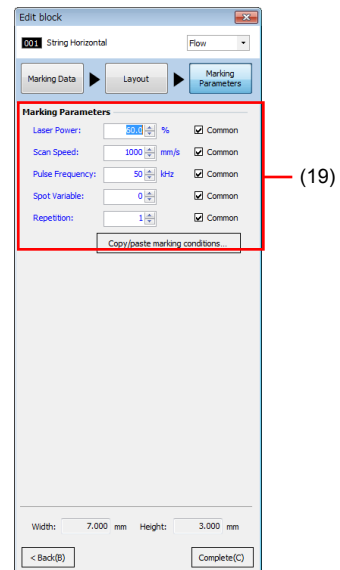 Edit block
001 String Horizontal Flow
Marking Data Layout Marking Parameters
Marking Parameters
Laser Power: 60.0 % Common
Scan Speed: 1000 mm/s Common
Pulse Frequency: 50 kHz Common
Spot Variable: 0 Common
Repetition: 1 Common
Copy/paste marking conditions...
(19)
Width: 7.000 mm Height: 3.000 mm
< Back(B) Complete(C)